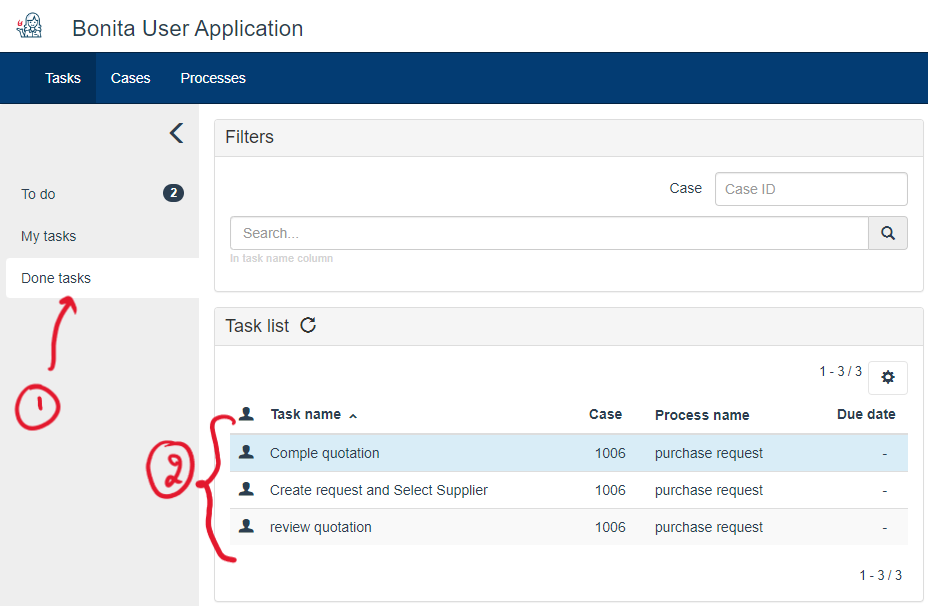 Bonita User Application
Tasks Cases Processes
Filters
To do 2
Case Case ID
My tasks
Search...
In task name column
Done tasks
Task list
1 - 3 / 3
1
Task name Case Process name Due date
2
Comple quotation 1006 purchase request -
Create request and Select Supplier 1006 purchase request -
review quotation 1006 purchase request -
1 - 3 / 3